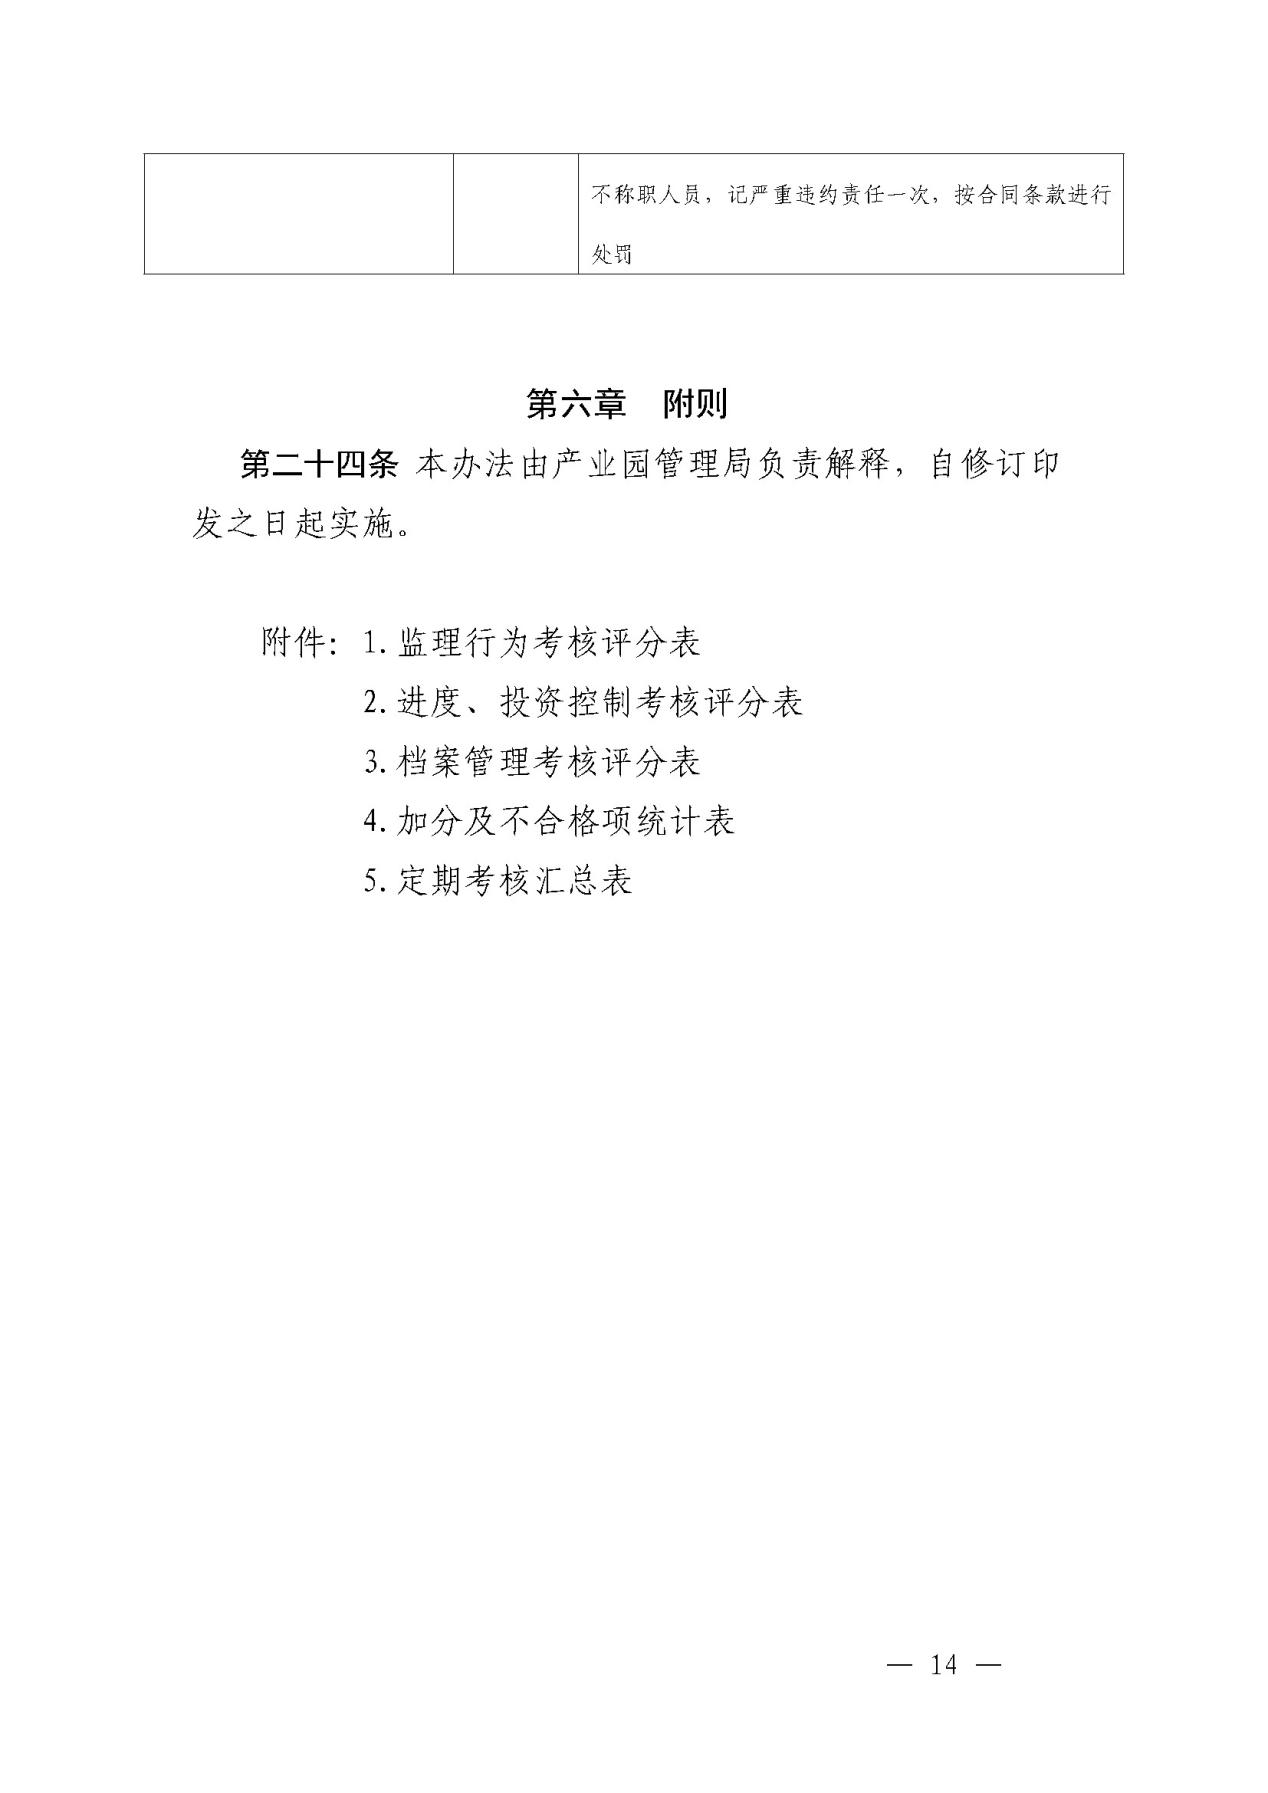 不称职人员，记严重违约责任一次，按合同条款进行
处罚
第六章　附则
第二十四条 本办法由产业园管理局负责解释，自修订印
发之日起实施。
附件：1.监理行为考核评分表
2.进度、投资控制考核评分表
3.档案管理考核评分表
4.加分及不合格项统计表
5.定期考核汇总表
— 14 —